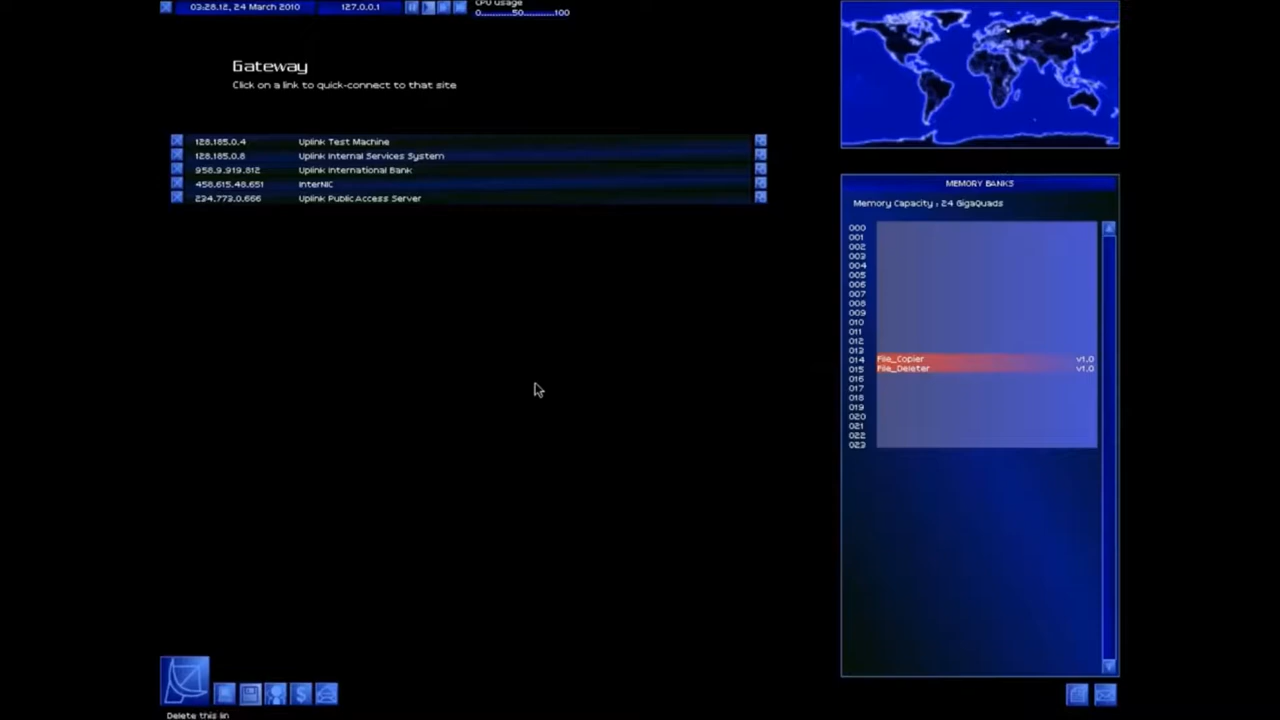 03:28.12, 24 March 2010
127.0.0.1
CPU Usage
0..........50..........100
Gateway
Click on a link to quick-connect to that site
128.185.0.4 Uplink Test Machine
128.185.0.8 Uplink Internal Services System
958.9.919.812 Uplink International Bank
458.615.48.651 InterNIC
234.773.0.666 Uplink Public Access Server
MEMORY BANKS
Memory Capacity : 24 GigaQuads
000
001
002
003
004
005
006
007
008
009
010
011
012
013
014 File_Copier v1.0
015 File_Deleter v1.0
016
017
018
019
020
021
022
023
$
Delete this lin